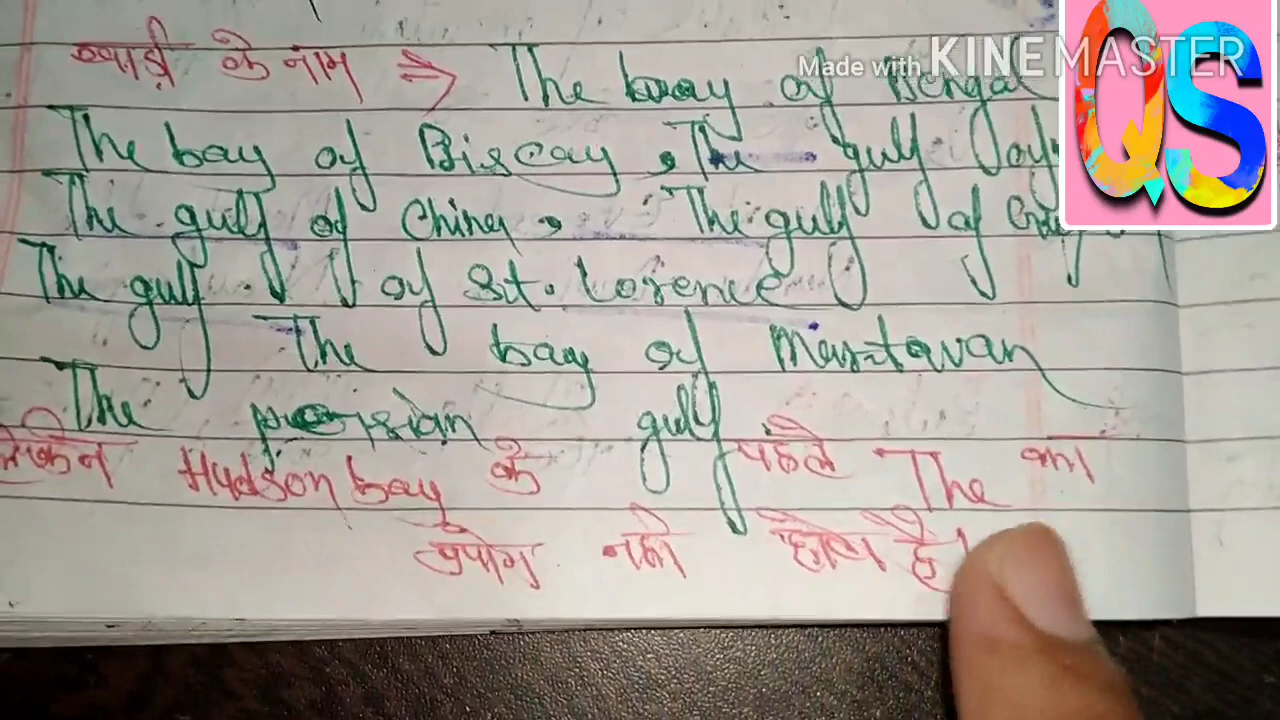 खाड़ी के नाम ⇒ The bay of Bengal
Made with KINEMASTER
QS
The bay of Biscay, The gulf of
The gulf of China, The gulf of
The gulf of St. Lorence
The bay of
The persian gulf
लेकिन Hudson bay के पहले The का
उपयोग नहीं होता है।